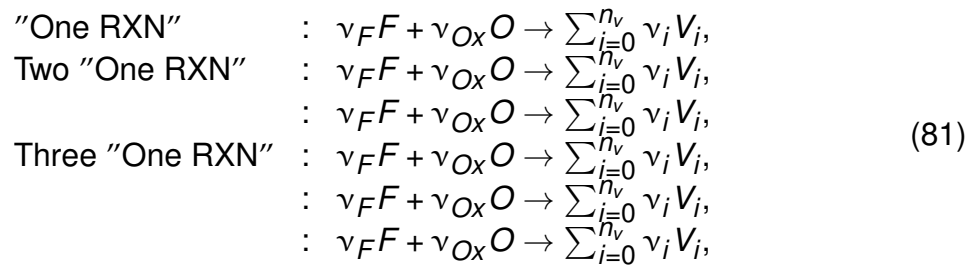 ″One RXN″ : ν_F F + ν_Ox O → ∑_{i=0}^{n_v} ν_i V_i,
Two ″One RXN″ : ν_F F + ν_Ox O → ∑_{i=0}^{n_v} ν_i V_i,
: ν_F F + ν_Ox O → ∑_{i=0}^{n_v} ν_i V_i,
Three ″One RXN″ : ν_F F + ν_Ox O → ∑_{i=0}^{n_v} ν_i V_i,
: ν_F F + ν_Ox O → ∑_{i=0}^{n_v} ν_i V_i,
: ν_F F + ν_Ox O → ∑_{i=0}^{n_v} ν_i V_i,
(81)